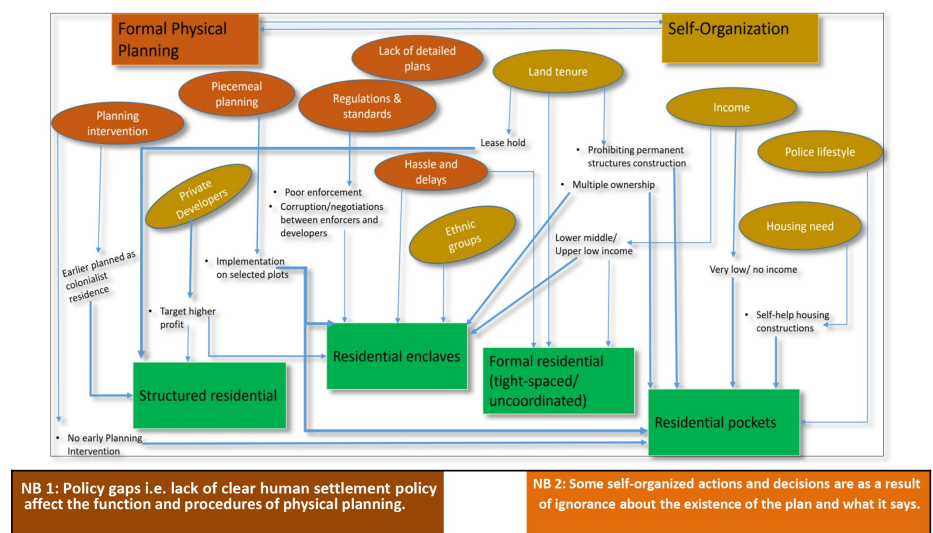 Formal Physical
Planning
Self-Organization
Lack of detailed
plans
Piecemeal
planning
Regulations &
standards
Land tenure
Income
Planning
intervention
Police lifestyle
Lease hold
• Prohibiting permanent
structures construction
Hassle and
delays
Private
Developers
• Poor enforcement
• Corruption/negotiations
between enforcers and
developers
• Multiple ownership
Ethnic
groups
Housing need
Earlier planned as
colonialist
residence
• Implementation
on selected plots
Lower middle/
Upper low income
Very low/ no income
• Target higher
profit
• Self-help housing
constructions
Residential enclaves
Formal residential
(tight-spaced/
uncoordinated)
Structured residential
Residential pockets
• No early Planning
Intervention
NB 1: Policy gaps i.e. lack of clear human settlement policy
affect the function and procedures of physical planning.
NB 2: Some self-organized actions and decisions are as a result
of ignorance about the existence of the plan and what it says.